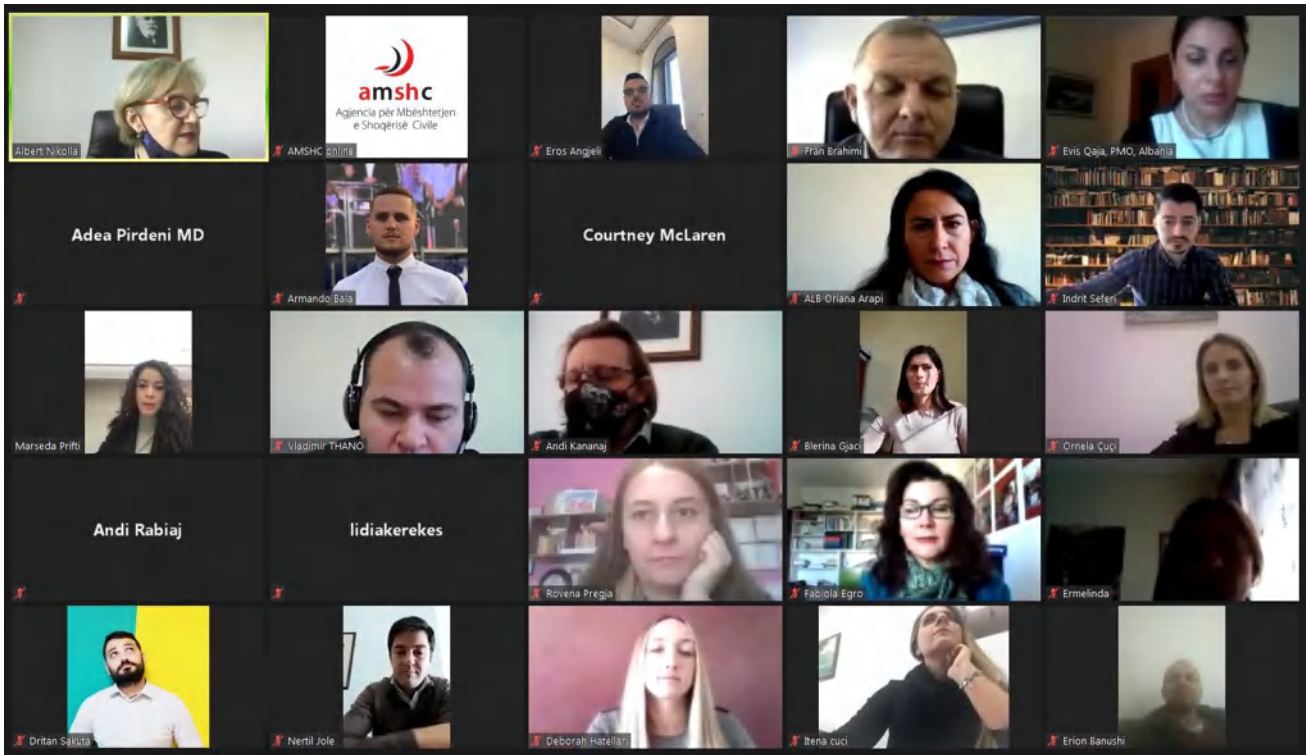 Albert Nikolla
amshc
Agjencia për Mbështetjen
e Shoqërisë Civile
AMSHC online
Eros Angjeli
Fran Brahimi
Evis Qaja, PMO, Albania
Adea Pirdeni MD
Armando Bala
Courtney McLaren
ALB Oriana Arapi
Indrit Seferi
Marseda Prifti
Vladimir THANO
Andi Kananaj
Blerina Gjaci
Ornela Çuçi
Andi Rabiaj
lidiakerekes
Rovena Pregja
Fabiola Egro
Ermelinda
Dritan Sakuta
Nertil Jole
Deborah Hatellari
Itena cuci
Erion Banushi